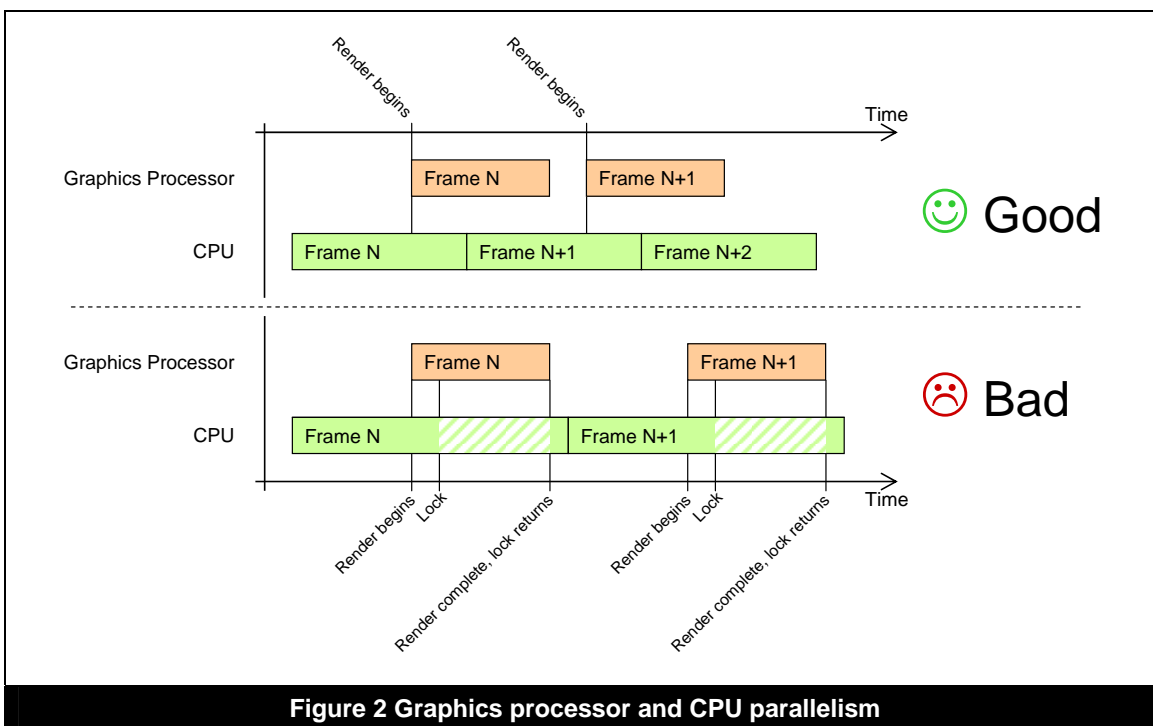 Render begins
Render begins
Time
Graphics Processor
Frame N
Frame N+1
Good
CPU
Frame N
Frame N+1
Frame N+2
Graphics Processor
Frame N
Frame N+1
Bad
CPU
Frame N
Frame N+1
Time
Render begins
Lock
Render complete, lock returns
Render begins
Lock
Render complete, lock returns
Figure 2 Graphics processor and CPU parallelism